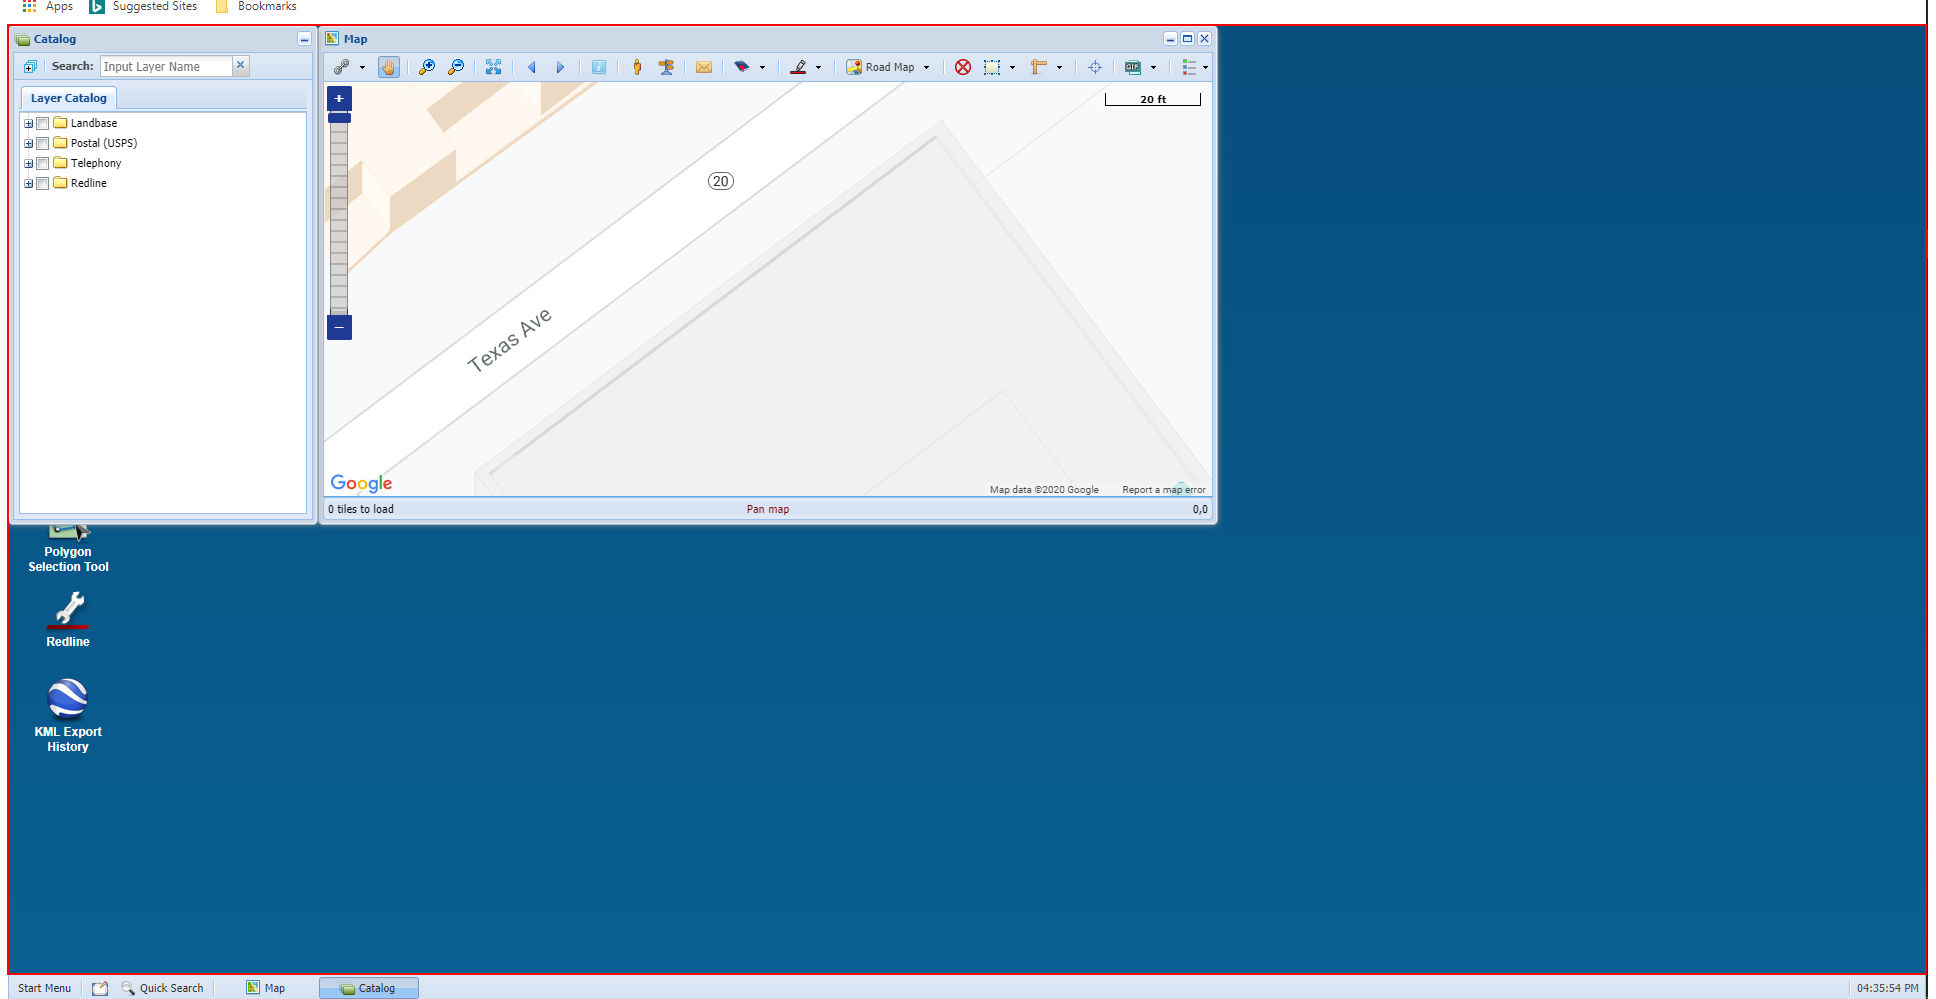 Apps Suggested Sites Bookmarks
Catalog
Search: Input Layer Name
Layer Catalog
Landbase
Postal (USPS)
Telephony
Redline
Map
Road Map
GIF
20 ft
20
Texas Ave
Google
Map data ©2020 Google Report a map error
0 tiles to load Pan map 0,0
Polygon
Selection Tool
Redline
KML Export
History
Start Menu Quick Search Map Catalog 04:35:54 PM